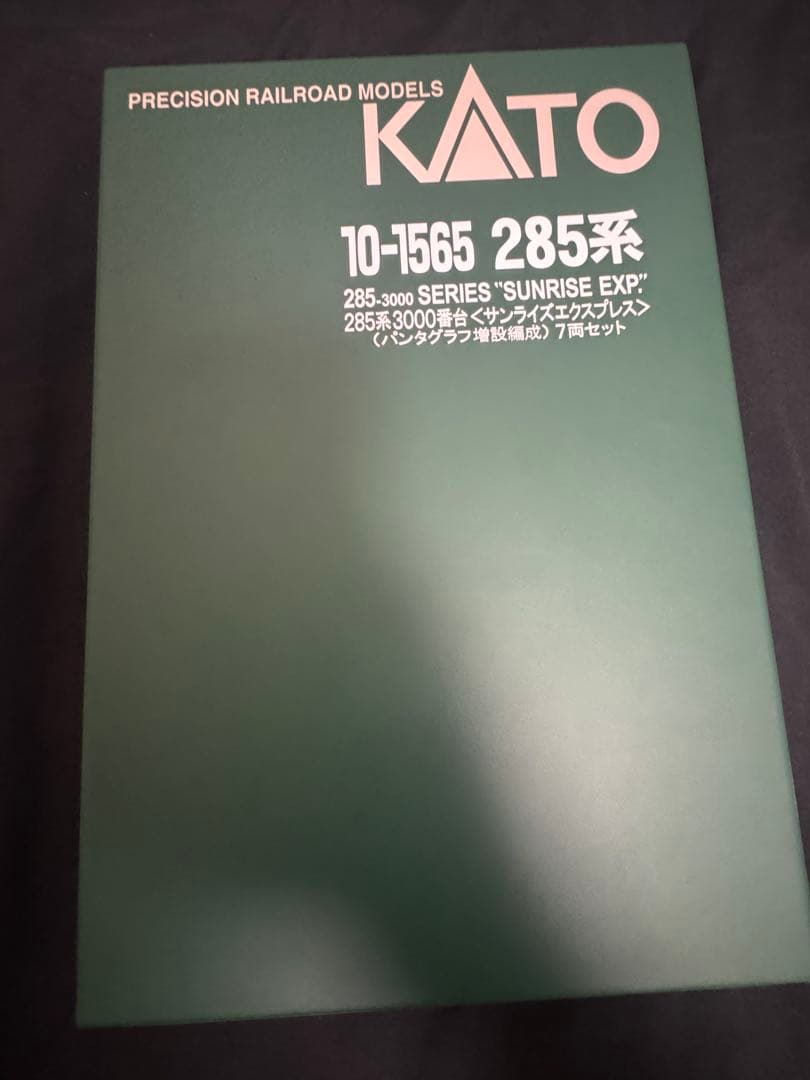 PRECISION RAILROAD MODELS
KATO
10-1565 285系
285-3000 SERIES "SUNRISE EXP."
285系3000番台<サンライズエクスプレス>
(パンタグラフ増設編成) 7両セット